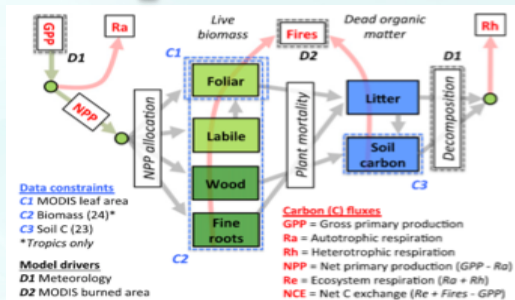 GPP
Ra
Live
biomass
Fires
Dead organic
matter
Rh
D1
C1
D2
D1
NPP
NPP allocation
Foliar
Labile
Wood
Fine
roots
Plant mortality
Litter
Soil
carbon
Decomposition
C3
C2
Data constraints
C1 MODIS leaf area
C2 Biomass (24)*
C3 Soil C (23)
*Tropics only
Model drivers
D1 Meteorology
D2 MODIS burned area
Carbon (C) fluxes
GPP = Gross primary production
Ra = Autotrophic respiration
Rh = Heterotrophic respiration
NPP = Net primary production (GPP - Ra)
Re = Ecosystem respiration (Ra + Rh)
NCE = Net C exchange (Re + Fires - GPP)